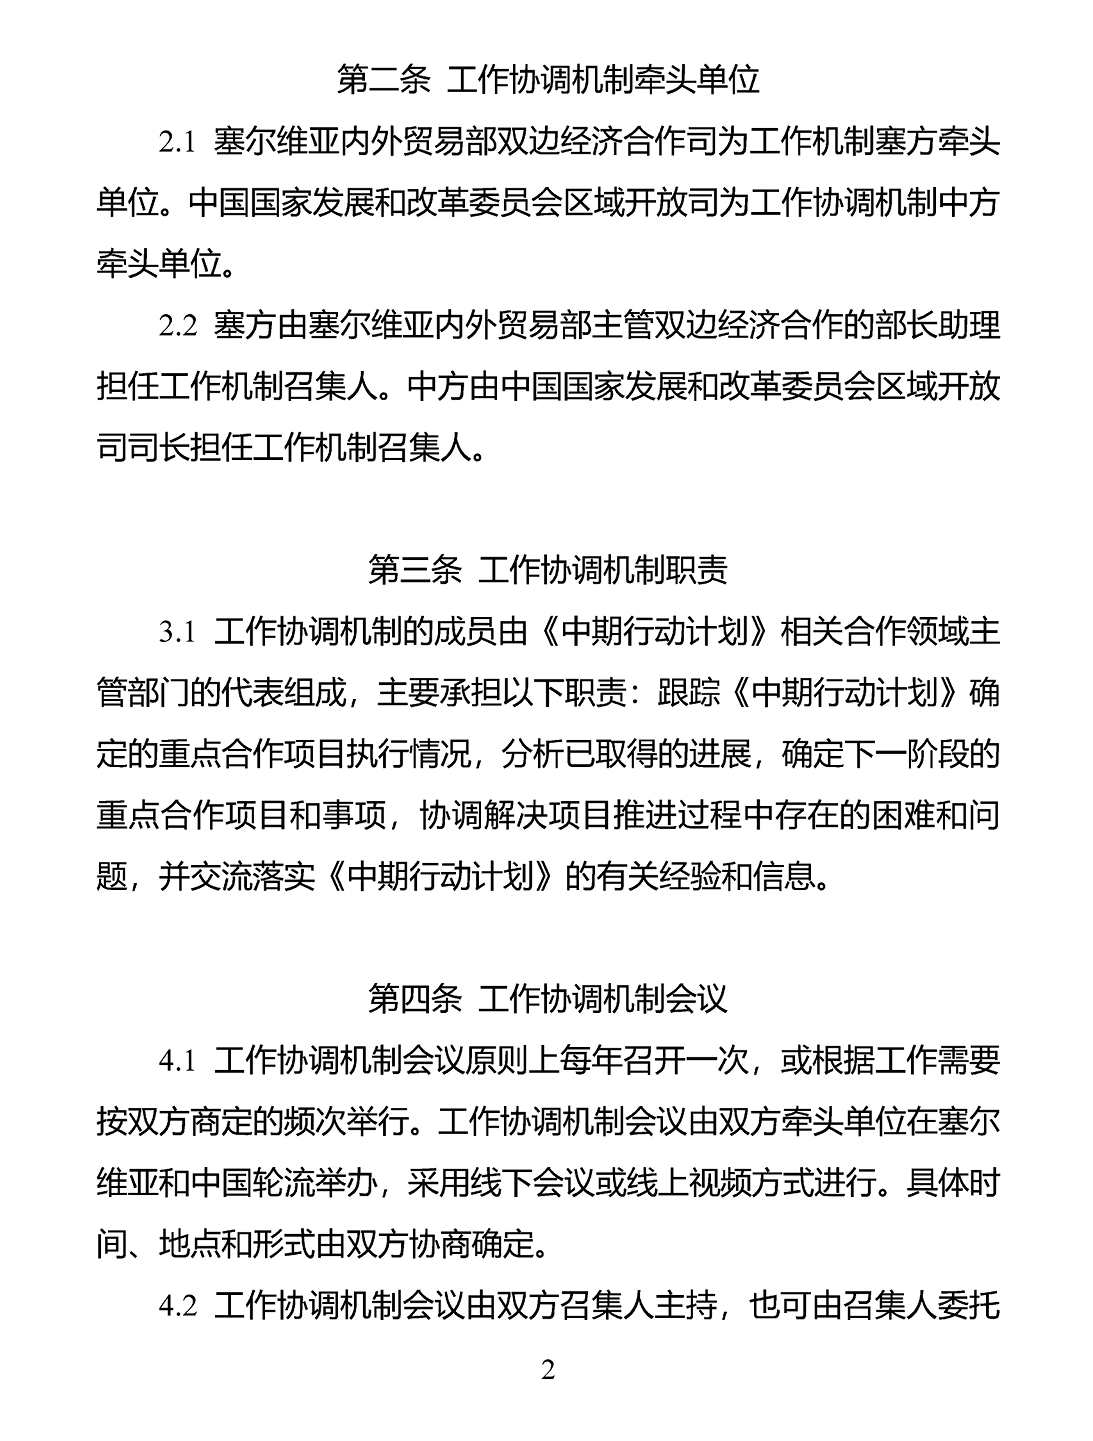 第二条 工作协调机制牵头单位
2.1 塞尔维亚内外贸易部双边经济合作司为工作机制塞方牵头
单位。中国国家发展和改革委员会区域开放司为工作协调机制中方
牵头单位。
2.2 塞方由塞尔维亚内外贸易部主管双边经济合作的部长助理
担任工作机制召集人。中方由中国国家发展和改革委员会区域开放
司司长担任工作机制召集人。
第三条 工作协调机制职责
3.1 工作协调机制的成员由《中期行动计划》相关合作领域主
管部门的代表组成，主要承担以下职责：跟踪《中期行动计划》确
定的重点合作项目执行情况，分析已取得的进展，确定下一阶段的
重点合作项目和事项，协调解决项目推进过程中存在的困难和问
题，并交流落实《中期行动计划》的有关经验和信息。
第四条 工作协调机制会议
4.1 工作协调机制会议原则上每年召开一次，或根据工作需要
按双方商定的频次举行。工作协调机制会议由双方牵头单位在塞尔
维亚和中国轮流举办，采用线下会议或线上视频方式进行。具体时
间、地点和形式由双方协商确定。
4.2 工作协调机制会议由双方召集人主持，也可由召集人委托
2